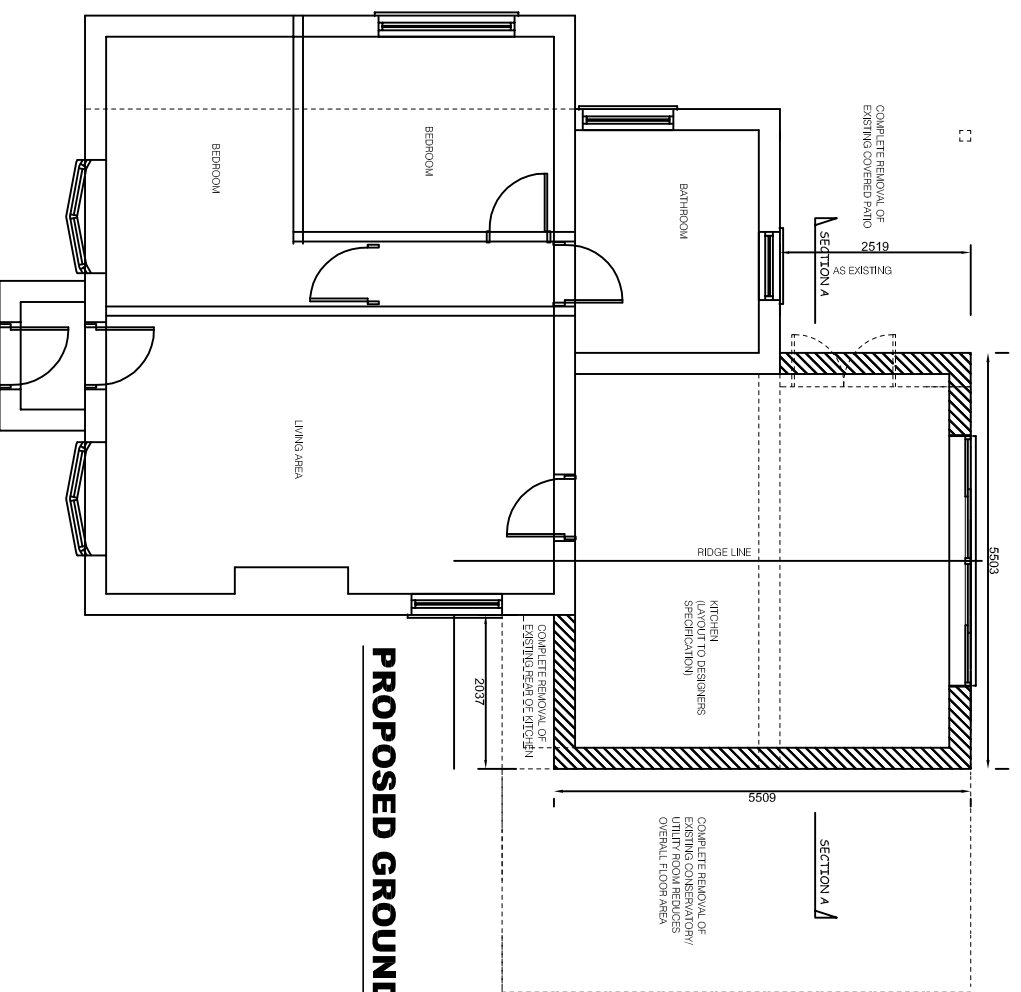 COMPLETE REMOVAL OF
EXISTING COVERED PATIO
SECTION A
2519
AS EXISTING
BEDROOM
BEDROOM
BATHROOM
LIVING AREA
RIDGE LINE
5503
KITCHEN
(LAYOUT TO DESIGNERS
SPECIFICATION)
COMPLETE REMOVAL OF
EXISTING REAR OF KITCHEN
2037
5509
PROPOSED GROUND
COMPLETE REMOVAL OF
EXISTING CONSERVATORY/
UTILITY ROOM REDUCES
OVERALL FLOOR AREA
SECTION A